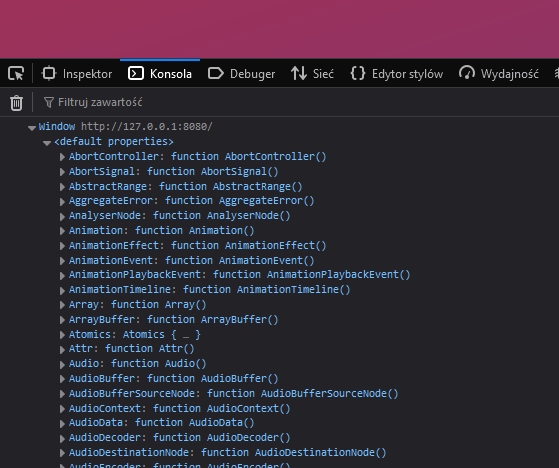 Inspektor Konsola Debuger Sieć {} Edytor stylów Wydajność
Filtruj zawartość
Window http://127.0.0.1:8080/
<default properties>
AbortController: function AbortController()
AbortSignal: function AbortSignal()
AbstractRange: function AbstractRange()
AggregateError: function AggregateError()
AnalyserNode: function AnalyserNode()
Animation: function Animation()
AnimationEffect: function AnimationEffect()
AnimationEvent: function AnimationEvent()
AnimationPlaybackEvent: function AnimationPlaybackEvent()
AnimationTimeline: function AnimationTimeline()
Array: function Array()
ArrayBuffer: function ArrayBuffer()
Atomics: Atomics { … }
Attr: function Attr()
Audio: function Audio()
AudioBuffer: function AudioBuffer()
AudioBufferSourceNode: function AudioBufferSourceNode()
AudioContext: function AudioContext()
AudioData: function AudioData()
AudioDecoder: function AudioDecoder()
AudioDestinationNode: function AudioDestinationNode()
AudioEncoder: function AudioEncoder()